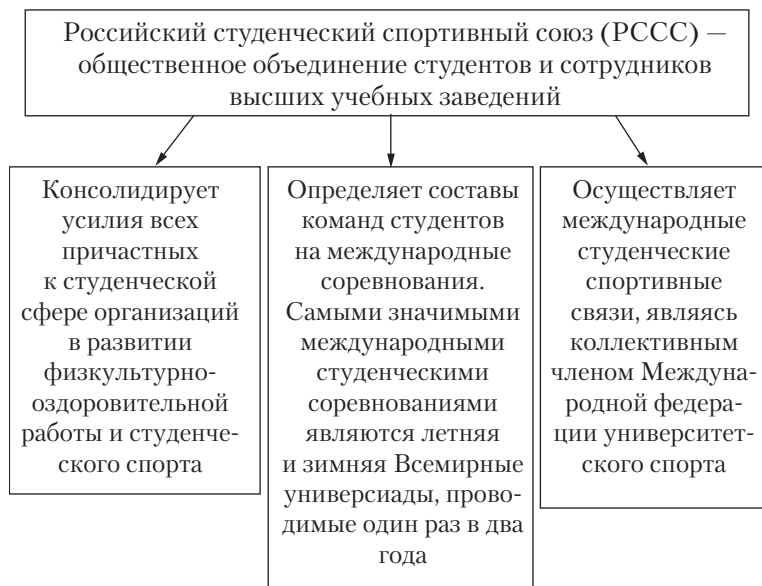 Российский студенческий спортивный союз (РССС) —
общественное объединение студентов и сотрудников
высших учебных заведений
Консолидирует
усилия всех
причастных
к студенческой
сфере организаций
в развитии
физкультурно-
оздоровительной
работы и студенче-
ского спорта
Определяет составы
команд студентов
на международные
соревнования.
Самыми значимыми
международными
студенческими
соревнованиями
являются летняя
и зимняя Всемирные
универсиады, прово-
димые один раз в два
года
Осуществляет
международные
студенческие
спортивные
связи, являясь
коллективным
членом Междуна-
родной федера-
ции университет-
ского спорта